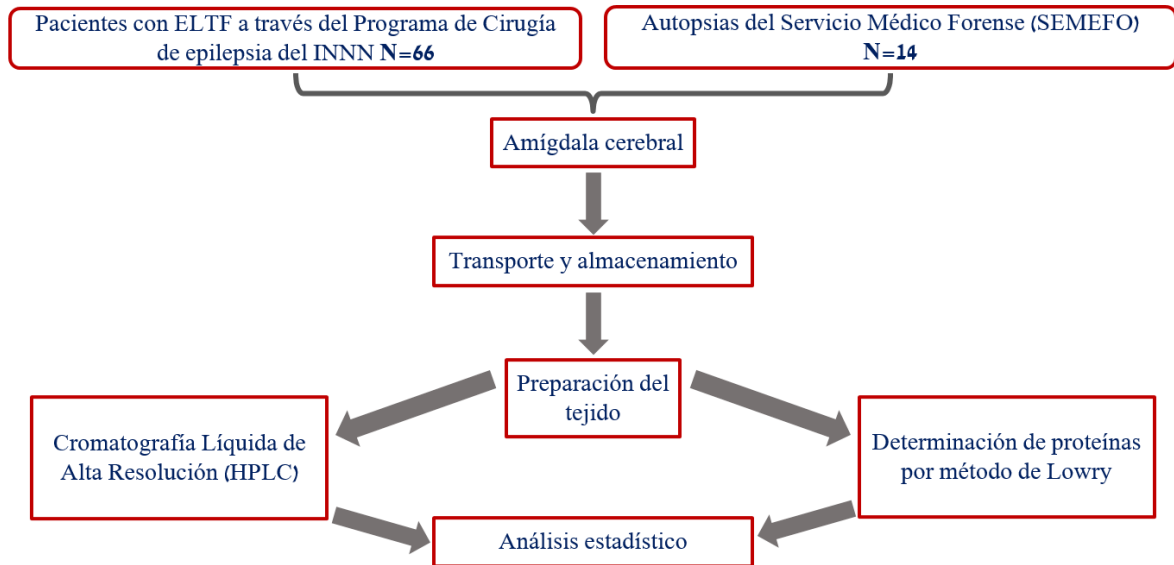 Pacientes con ELTF a través del Programa de Cirugía
de epilepsia del INNN N=66
Autopsias del Servicio Médico Forense (SEMEFO)
N=14
Amígdala cerebral
Transporte y almacenamiento
Preparación del
tejido
Cromatografía Líquida de
Alta Resolución (HPLC)
Determinación de proteínas
por método de Lowry
Análisis estadístico